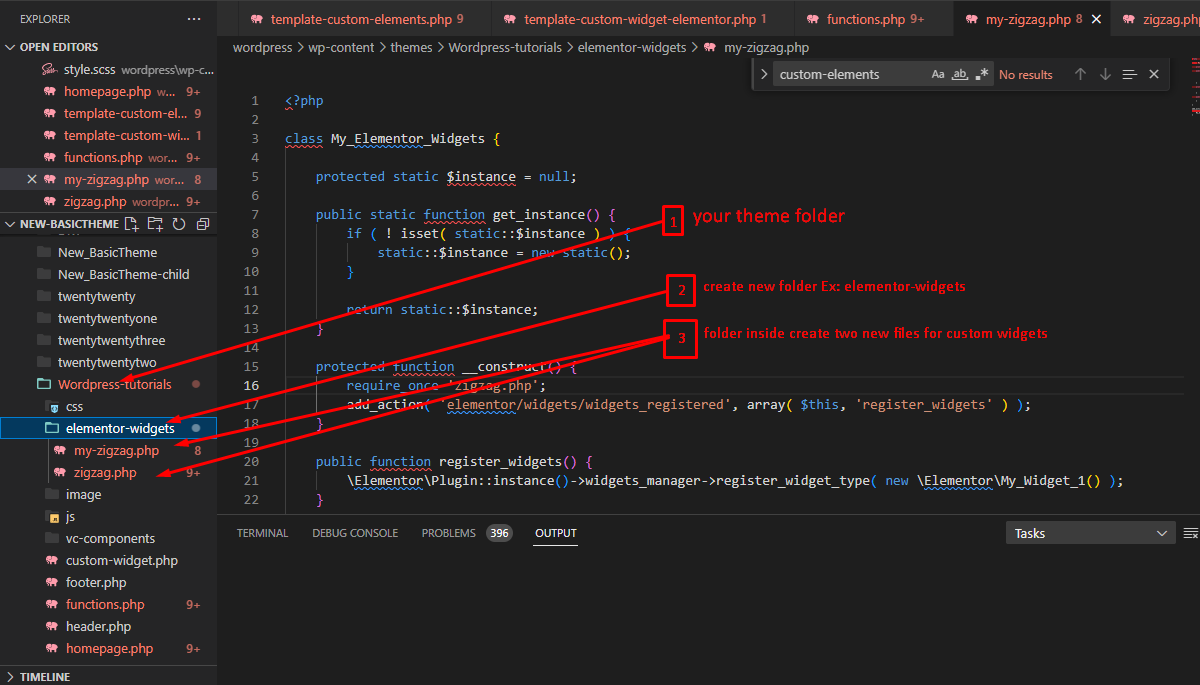 EXPLORER
OPEN EDITORS
style.scss wordpress\wp-c...
homepage.php w... 9+
template-custom-el... 9
template-custom-wi... 1
functions.php wor... 9+
my-zigzag.php wor... 8
zigzag.php wordpr... 9+
NEW-BASICTHEME
New_BasicTheme
New_BasicTheme-child
twentytwenty
twentytwentyone
twentytwentythree
twentytwentytwo
Wordpress-tutorials
css
elementor-widgets
my-zigzag.php 8
zigzag.php 9+
image
js
vc-components
custom-widget.php
footer.php
functions.php 9+
header.php
homepage.php 9+
TIMELINE
template-custom-elements.php 9
template-custom-widget-elementor.php 1
functions.php 9+
my-zigzag.php 8
zigzag.php
wordpress > wp-content > themes > Wordpress-tutorials > elementor-widgets > my-zigzag.php
custom-elements Aa ab .* No results
1 <?php
2
3 class My_Elementor_Widgets {
4
5 protected static $instance = null;
6
7 public static function get_instance() {
8 if ( ! isset( static::$instance ) ) {
9 static::$instance = new static();
10 }
11
12 return static::$instance;
13 }
14
15 protected function __construct() {
16 require_once 'zigzag.php';
17 add_action( 'elementor/widgets/widgets_registered', array( $this, 'register_widgets' ) );
18 }
19
20 public function register_widgets() {
21 \Elementor\Plugin::instance()->widgets_manager->register_widget_type( new \Elementor\My_Widget_1() );
22 }
1 your theme folder
2 create new folder Ex: elementor-widgets
3 folder inside create two new files for custom widgets
TERMINAL DEBUG CONSOLE PROBLEMS 396 OUTPUT
Tasks